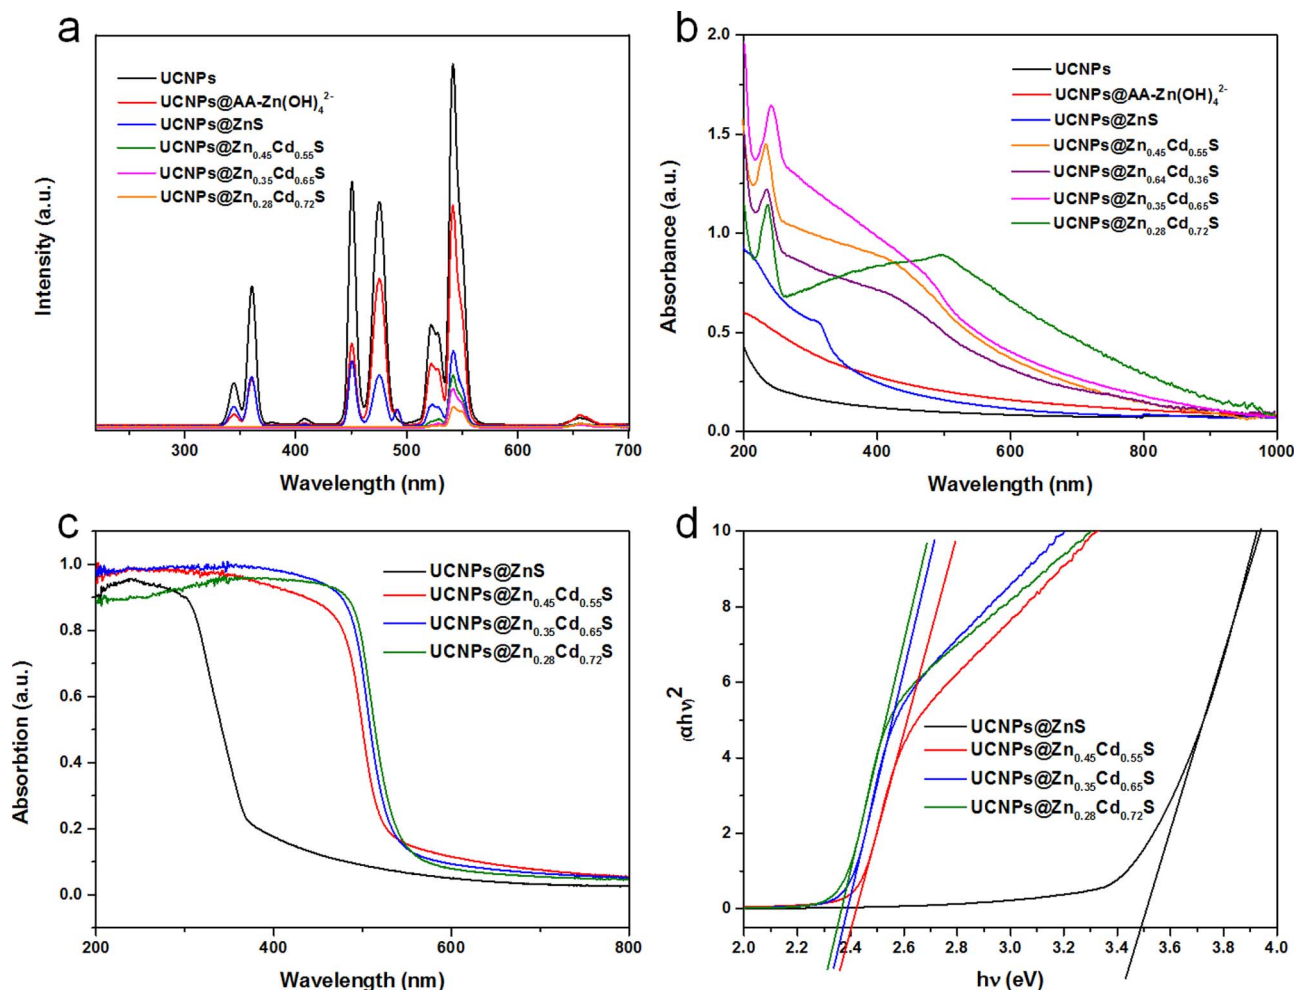 a
UCNPs
UCNPs@AA-Zn(OH)₄²⁻
UCNPs@ZnS
UCNPs@Zn₀.₄₅Cd₀.₅₅S
UCNPs@Zn₀.₃₅Cd₀.₆₅S
UCNPs@Zn₀.₂₈Cd₀.₇₂S
Intensity (a.u.)
200 300 400 500 600 700
Wavelength (nm)
b
2.0
1.5
1.0
0.5
0.0
UCNPs
UCNPs@AA-Zn(OH)₄²⁻
UCNPs@ZnS
UCNPs@Zn₀.₄₅Cd₀.₅₅S
UCNPs@Zn₀.₆₄Cd₀.₃₆S
UCNPs@Zn₀.₃₅Cd₀.₆₅S
UCNPs@Zn₀.₂₈Cd₀.₇₂S
Absorbance (a.u.)
200 400 600 800 1000
Wavelength (nm)
c
1.0
0.8
0.6
0.4
0.2
0.0
UCNPs@ZnS
UCNPs@Zn₀.₄₅Cd₀.₅₅S
UCNPs@Zn₀.₃₅Cd₀.₆₅S
UCNPs@Zn₀.₂₈Cd₀.₇₂S
Absorbtion (a.u.)
200 400 600 800
Wavelength (nm)
d
10
8
6
4
2
0
UCNPs@ZnS
UCNPs@Zn₀.₄₅Cd₀.₅₅S
UCNPs@Zn₀.₃₅Cd₀.₆₅S
UCNPs@Zn₀.₂₈Cd₀.₇₂S
(αhν)2
2.0 2.2 2.4 2.6 2.8 3.0 3.2 3.4 3.6 3.8 4.0
hν (eV)